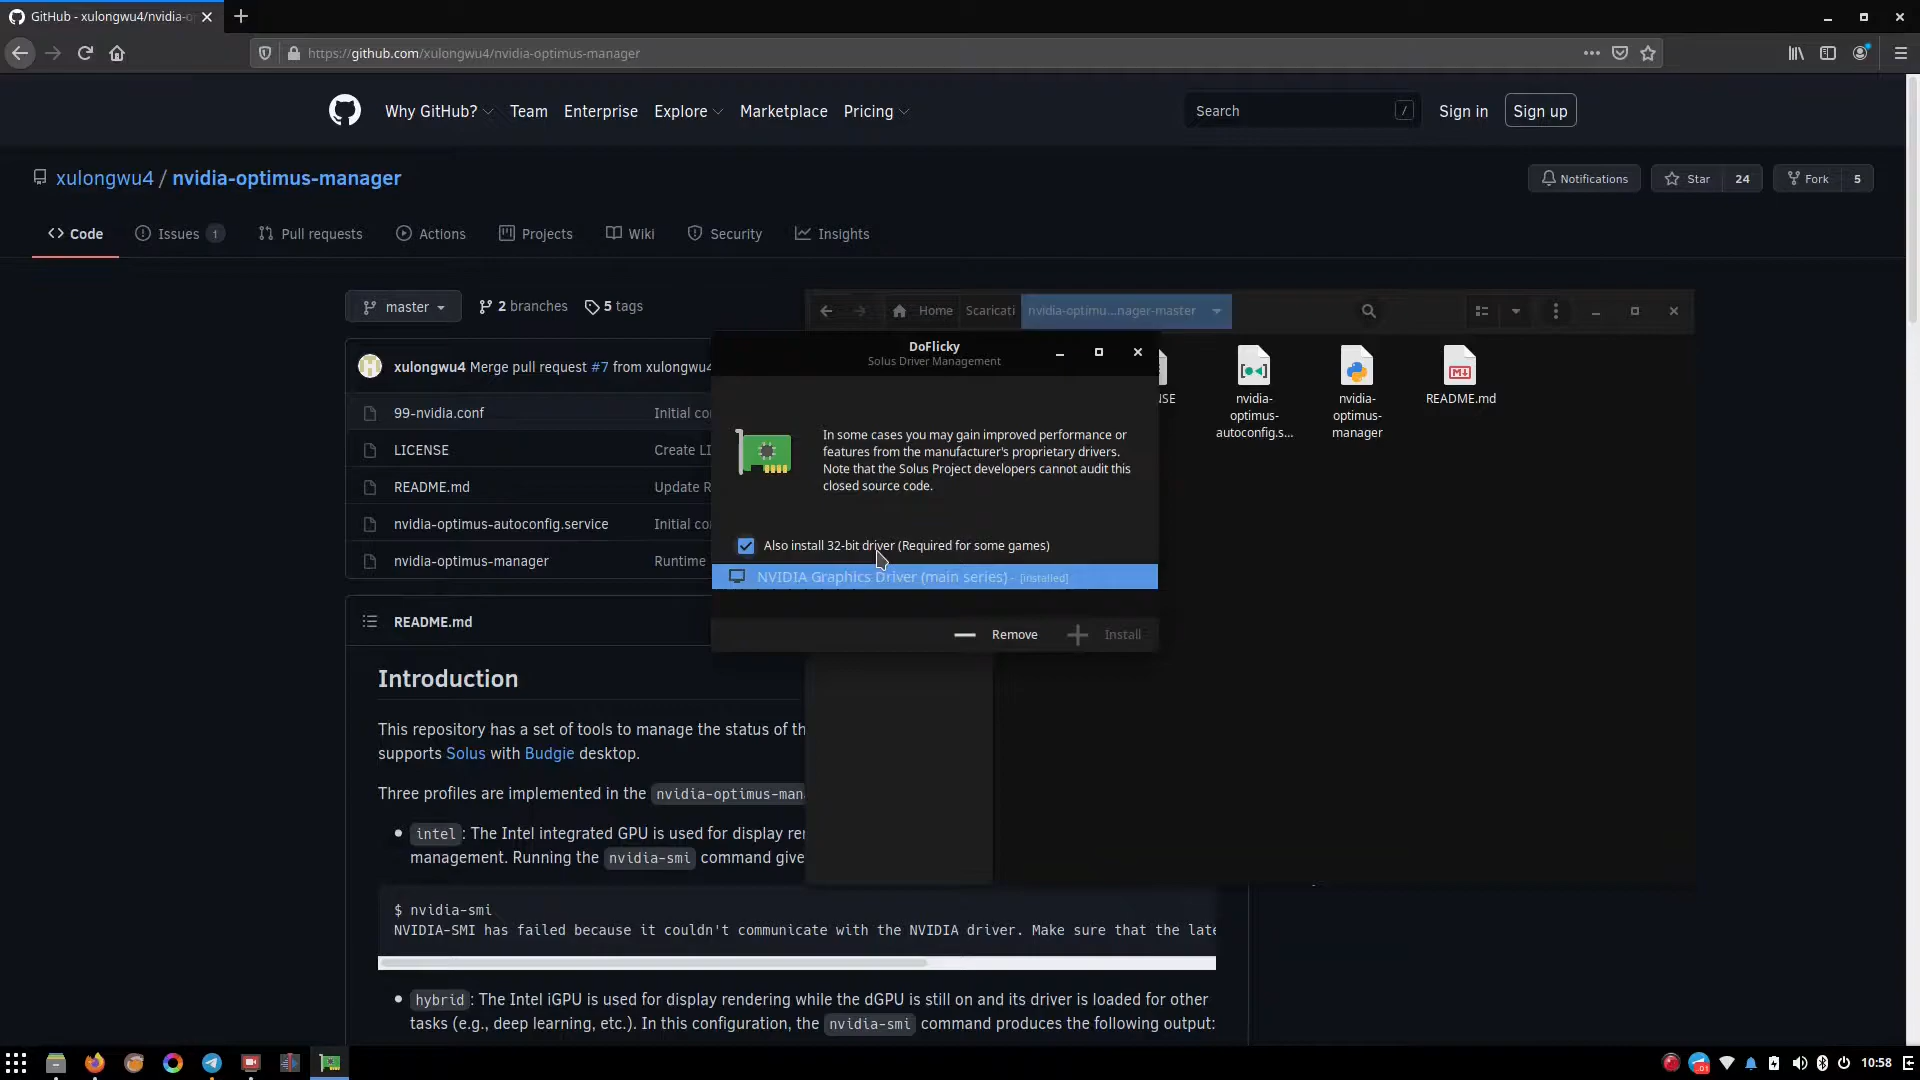 GitHub - xulongwu4/nvidia-o
https://github.com/xulongwu4/nvidia-optimus-manager
Why GitHub?
Team
Enterprise
Explore
Marketplace
Pricing
Search
/
Sign in
Sign up
xulongwu4 / nvidia-optimus-manager
Notifications
Star
24
Fork
5
Code
Issues 1
Pull requests
Actions
Projects
Wiki
Security
Insights
master
2 branches
5 tags
Home
Scaricati
nvidia-optimu...nager-master
xulongwu4 Merge pull request #7 from xulongwu4
99-nvidia.conf
Initial co
LICENSE
Create LI
README.md
Update R
nvidia-optimus-autoconfig.service
Initial co
nvidia-optimus-manager
Runtime
DoFlicky
Solus Driver Management
In some cases you may gain improved performance or
features from the manufacturer's proprietary drivers.
Note that the Solus Project developers cannot audit this
closed source code.
Also install 32-bit driver (Required for some games)
NVIDIA Graphics Driver (main series) - [installed]
Remove
Install
NSE
nvidia-
optimus-
autoconfig.s...
nvidia-
optimus-
manager
README.md
README.md
Introduction
This repository has a set of tools to manage the status of th
supports Solus with Budgie desktop.
Three profiles are implemented in the nvidia-optimus-man
intel: The Intel integrated GPU is used for display rer
management. Running the nvidia-smi command give
$ nvidia-smi
NVIDIA-SMI has failed because it couldn't communicate with the NVIDIA driver. Make sure that the late
hybrid: The Intel iGPU is used for display rendering while the dGPU is still on and its driver is loaded for other
tasks (e.g., deep learning, etc.). In this configuration, the nvidia-smi command produces the following output:
10:58